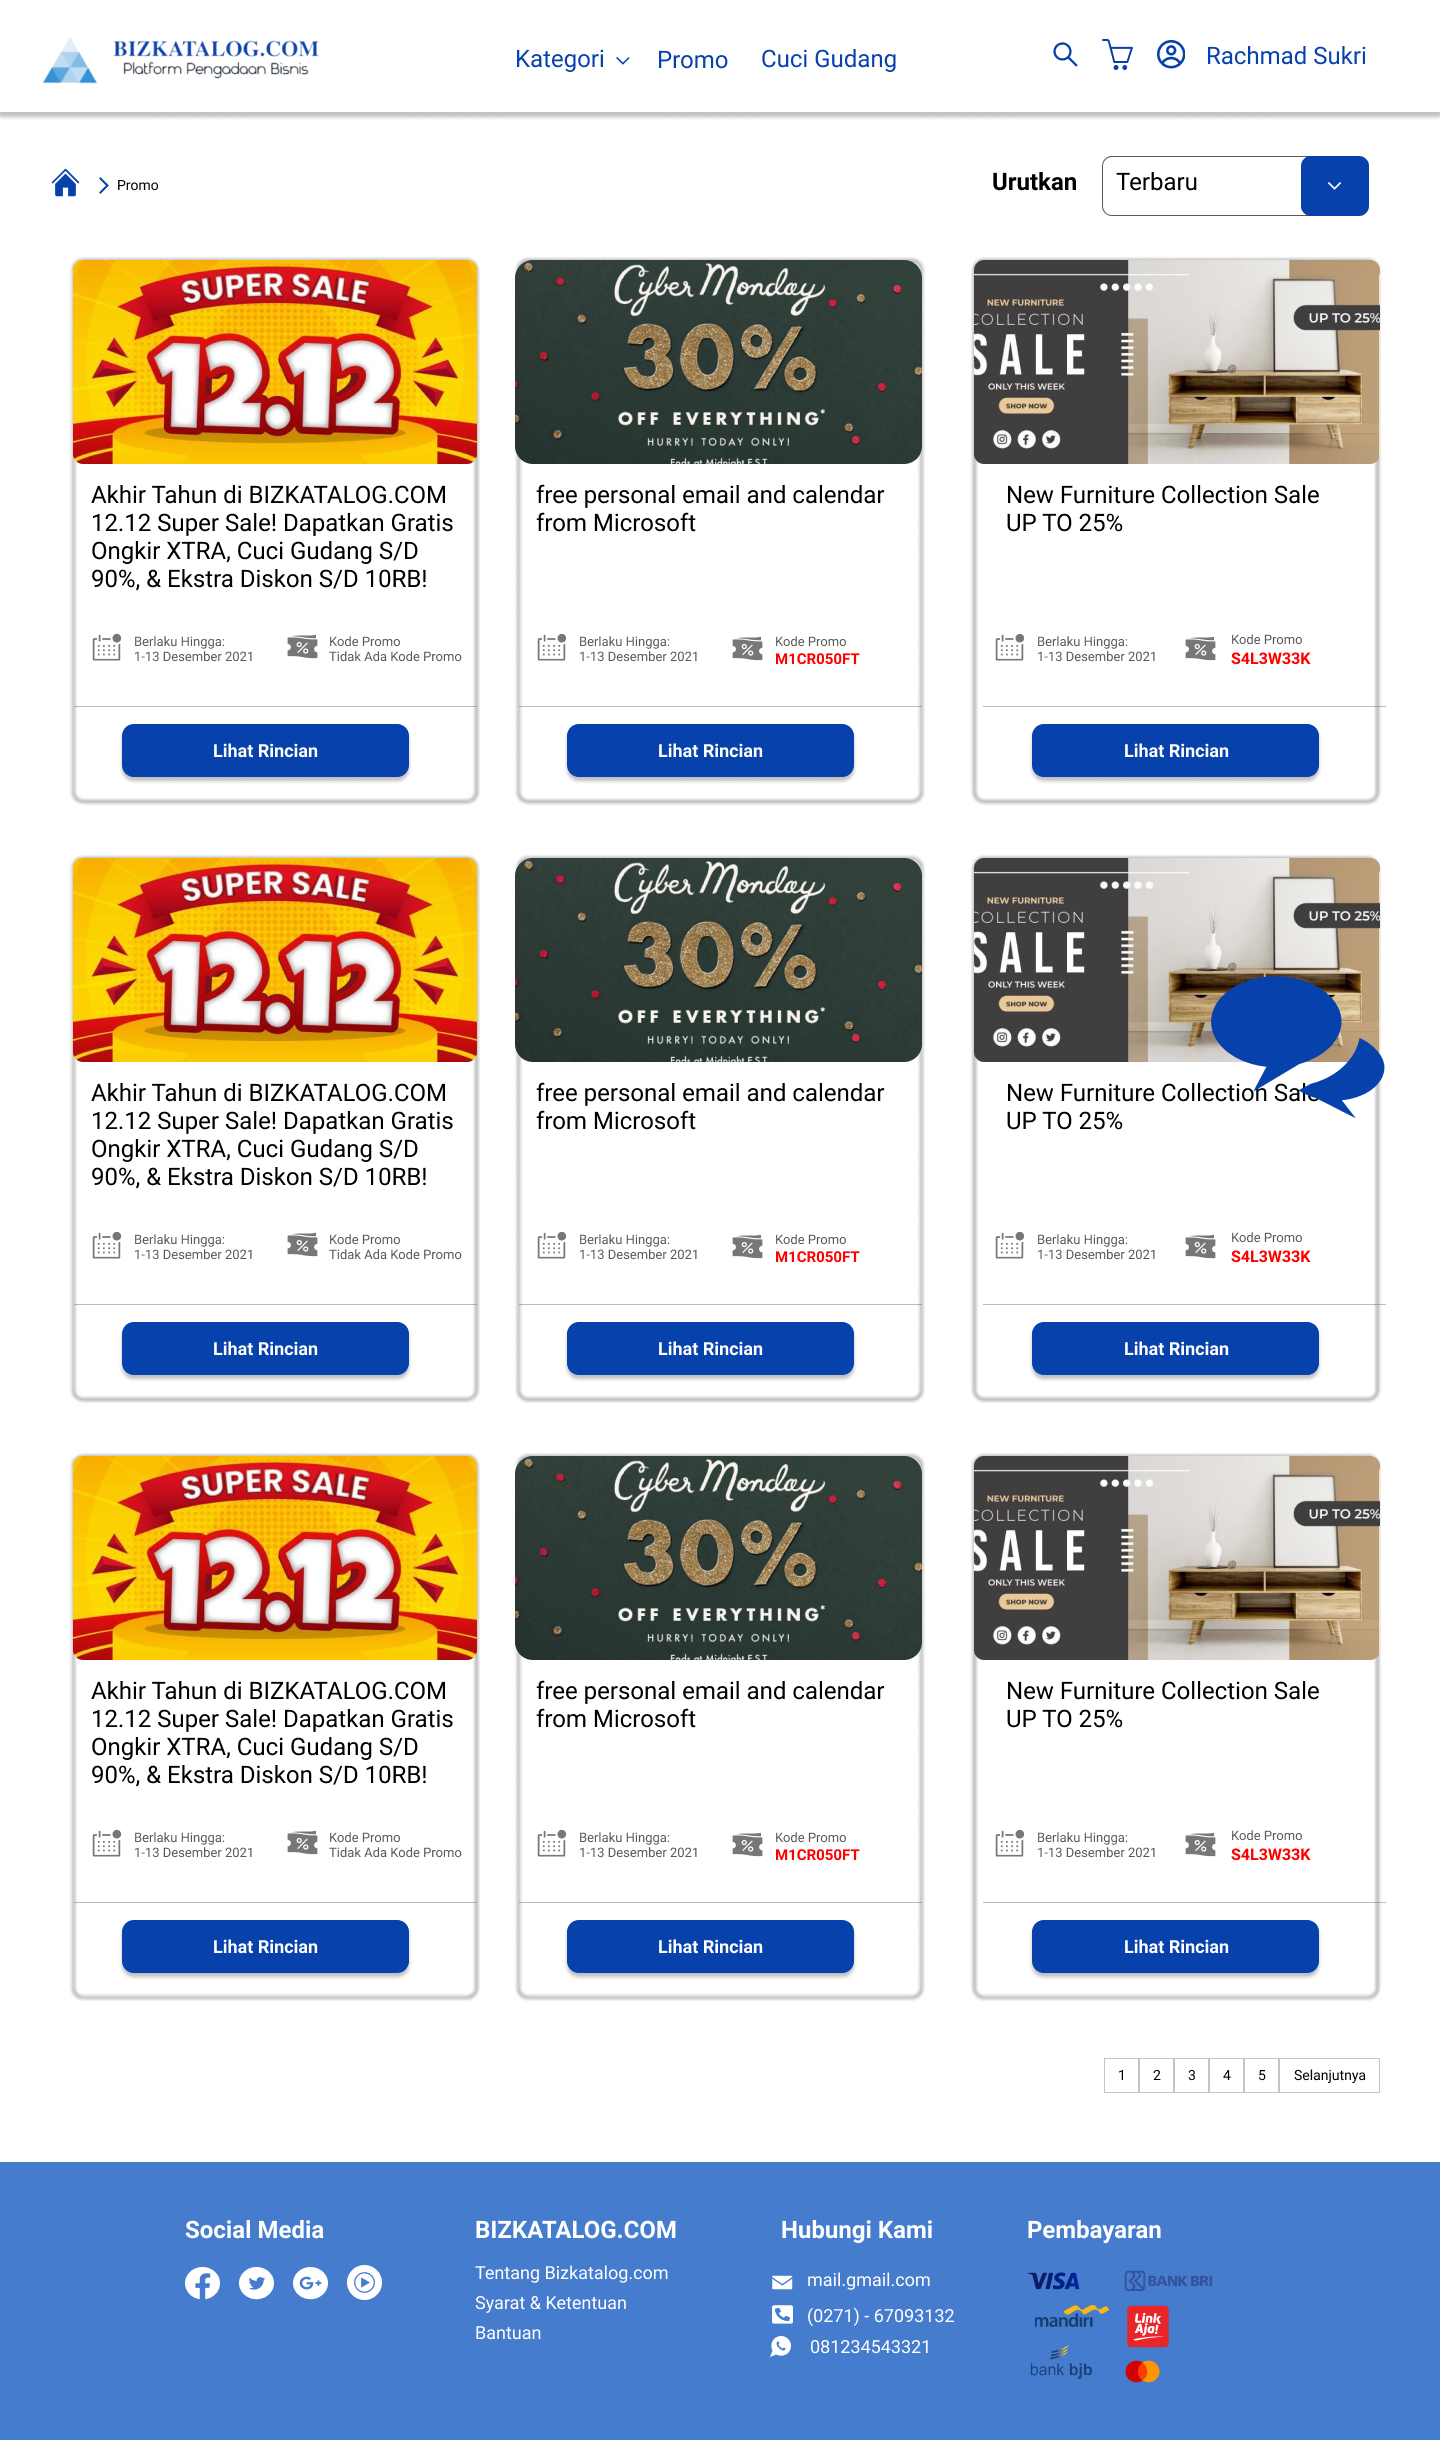 BIZKATALOG.COM
Platform Pengadaan Bisnis
Kategori
Promo
Cuci Gudang
Rachmad Sukri
Promo
Urutkan
Terbaru
SUPER SALE
12.12
Akhir Tahun di BIZKATALOG.COM
12.12 Super Sale! Dapatkan Gratis
Ongkir XTRA, Cuci Gudang S/D
90%, & Ekstra Diskon S/D 10RB!
Berlaku Hingga:
1-13 Desember 2021
Kode Promo
Tidak Ada Kode Promo
Lihat Rincian
Cyber Monday
30%
OFF EVERYTHING*
HURRY! TODAY ONLY!
Ends at Midnight EST
free personal email and calendar
from Microsoft
Berlaku Hingga:
1-13 Desember 2021
Kode Promo
M1CR050FT
Lihat Rincian
NEW FURNITURE
COLLECTION
SALE
ONLY THIS WEEK
SHOP NOW
UP TO 25%
New Furniture Collection Sale
UP TO 25%
Berlaku Hingga:
1-13 Desember 2021
Kode Promo
S4L3W33K
Lihat Rincian
SUPER SALE
12.12
Akhir Tahun di BIZKATALOG.COM
12.12 Super Sale! Dapatkan Gratis
Ongkir XTRA, Cuci Gudang S/D
90%, & Ekstra Diskon S/D 10RB!
Berlaku Hingga:
1-13 Desember 2021
Kode Promo
Tidak Ada Kode Promo
Lihat Rincian
Cyber Monday
30%
OFF EVERYTHING*
HURRY! TODAY ONLY!
Ends at Midnight EST
free personal email and calendar
from Microsoft
Berlaku Hingga:
1-13 Desember 2021
Kode Promo
M1CR050FT
Lihat Rincian
NEW FURNITURE
COLLECTION
SALE
ONLY THIS WEEK
SHOP NOW
UP TO 25%
New Furniture Collection Sale
UP TO 25%
Berlaku Hingga:
1-13 Desember 2021
Kode Promo
S4L3W33K
Lihat Rincian
SUPER SALE
12.12
Akhir Tahun di BIZKATALOG.COM
12.12 Super Sale! Dapatkan Gratis
Ongkir XTRA, Cuci Gudang S/D
90%, & Ekstra Diskon S/D 10RB!
Berlaku Hingga:
1-13 Desember 2021
Kode Promo
Tidak Ada Kode Promo
Lihat Rincian
Cyber Monday
30%
OFF EVERYTHING*
HURRY! TODAY ONLY!
Ends at Midnight EST
free personal email and calendar
from Microsoft
Berlaku Hingga:
1-13 Desember 2021
Kode Promo
M1CR050FT
Lihat Rincian
NEW FURNITURE
COLLECTION
SALE
ONLY THIS WEEK
SHOP NOW
UP TO 25%
New Furniture Collection Sale
UP TO 25%
Berlaku Hingga:
1-13 Desember 2021
Kode Promo
S4L3W33K
Lihat Rincian
1 2 3 4 5 Selanjutnya
Social Media
G+
BIZKATALOG.COM
Tentang Bizkatalog.com
Syarat & Ketentuan
Bantuan
Hubungi Kami
mail.gmail.com
(0271) - 67093132
081234543321
Pembayaran
VISA
BANK BRI
mandiri
Link
Aja!
bank bjb